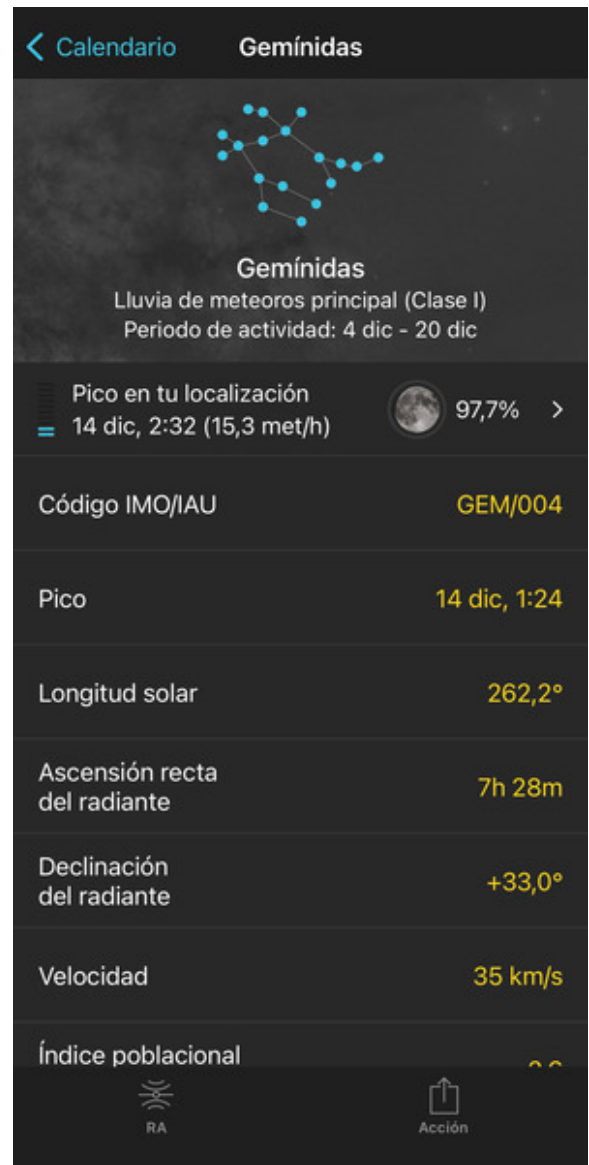 Calendario
Gemínidas
Gemínidas
Lluvia de meteoros principal (Clase I)
Periodo de actividad: 4 dic - 20 dic
Pico en tu localización
14 dic, 2:32 (15,3 met/h)
97,7%
Código IMO/IAU
GEM/004
Pico
14 dic, 1:24
Longitud solar
262,2°
Ascensión recta
del radiante
7h 28m
Declinación
del radiante
+33,0°
Velocidad
35 km/s
Índice poblacional
RA
Acción